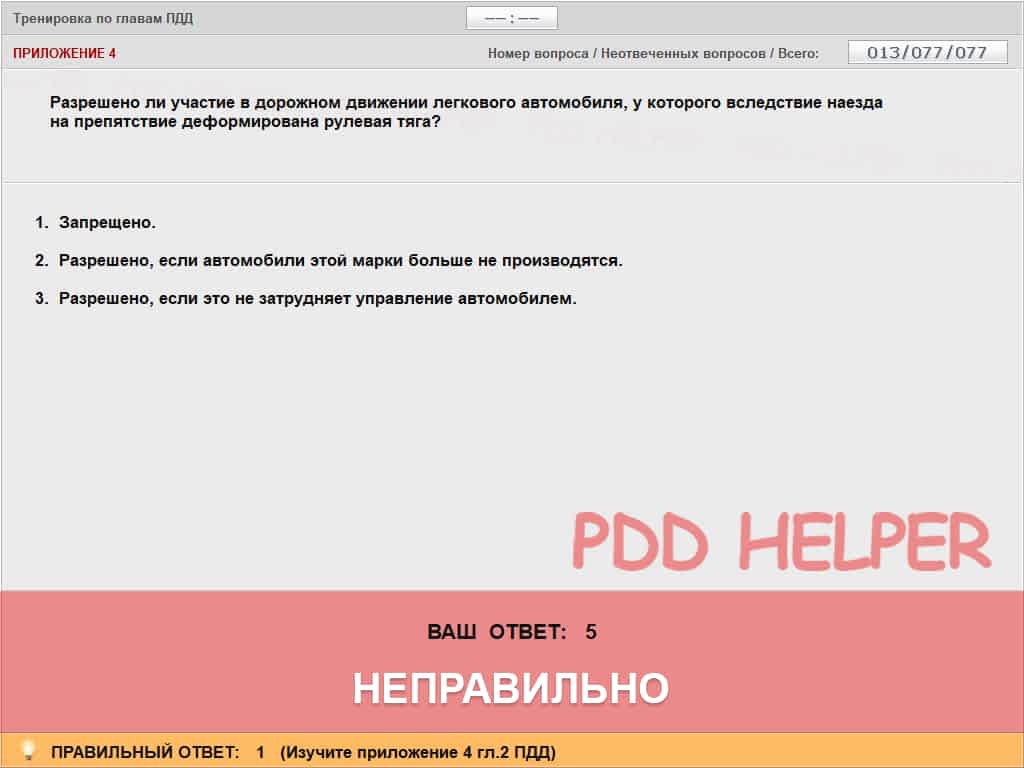 Тренировка по главам ПДД
—— : ——
ПРИЛОЖЕНИЕ 4
Номер вопроса / Неотвеченных вопросов / Всего:
013/077/077
Разрешено ли участие в дорожном движении легкового автомобиля, у которого вследствие наезда
на препятствие деформирована рулевая тяга?
1. Запрещено.
2. Разрешено, если автомобили этой марки больше не производятся.
3. Разрешено, если это не затрудняет управление автомобилем.
PDD HELPER
ВАШ ОТВЕТ: 5
НЕПРАВИЛЬНО
ПРАВИЛЬНЫЙ ОТВЕТ: 1 (Изучите приложение 4 гл.2 ПДД)